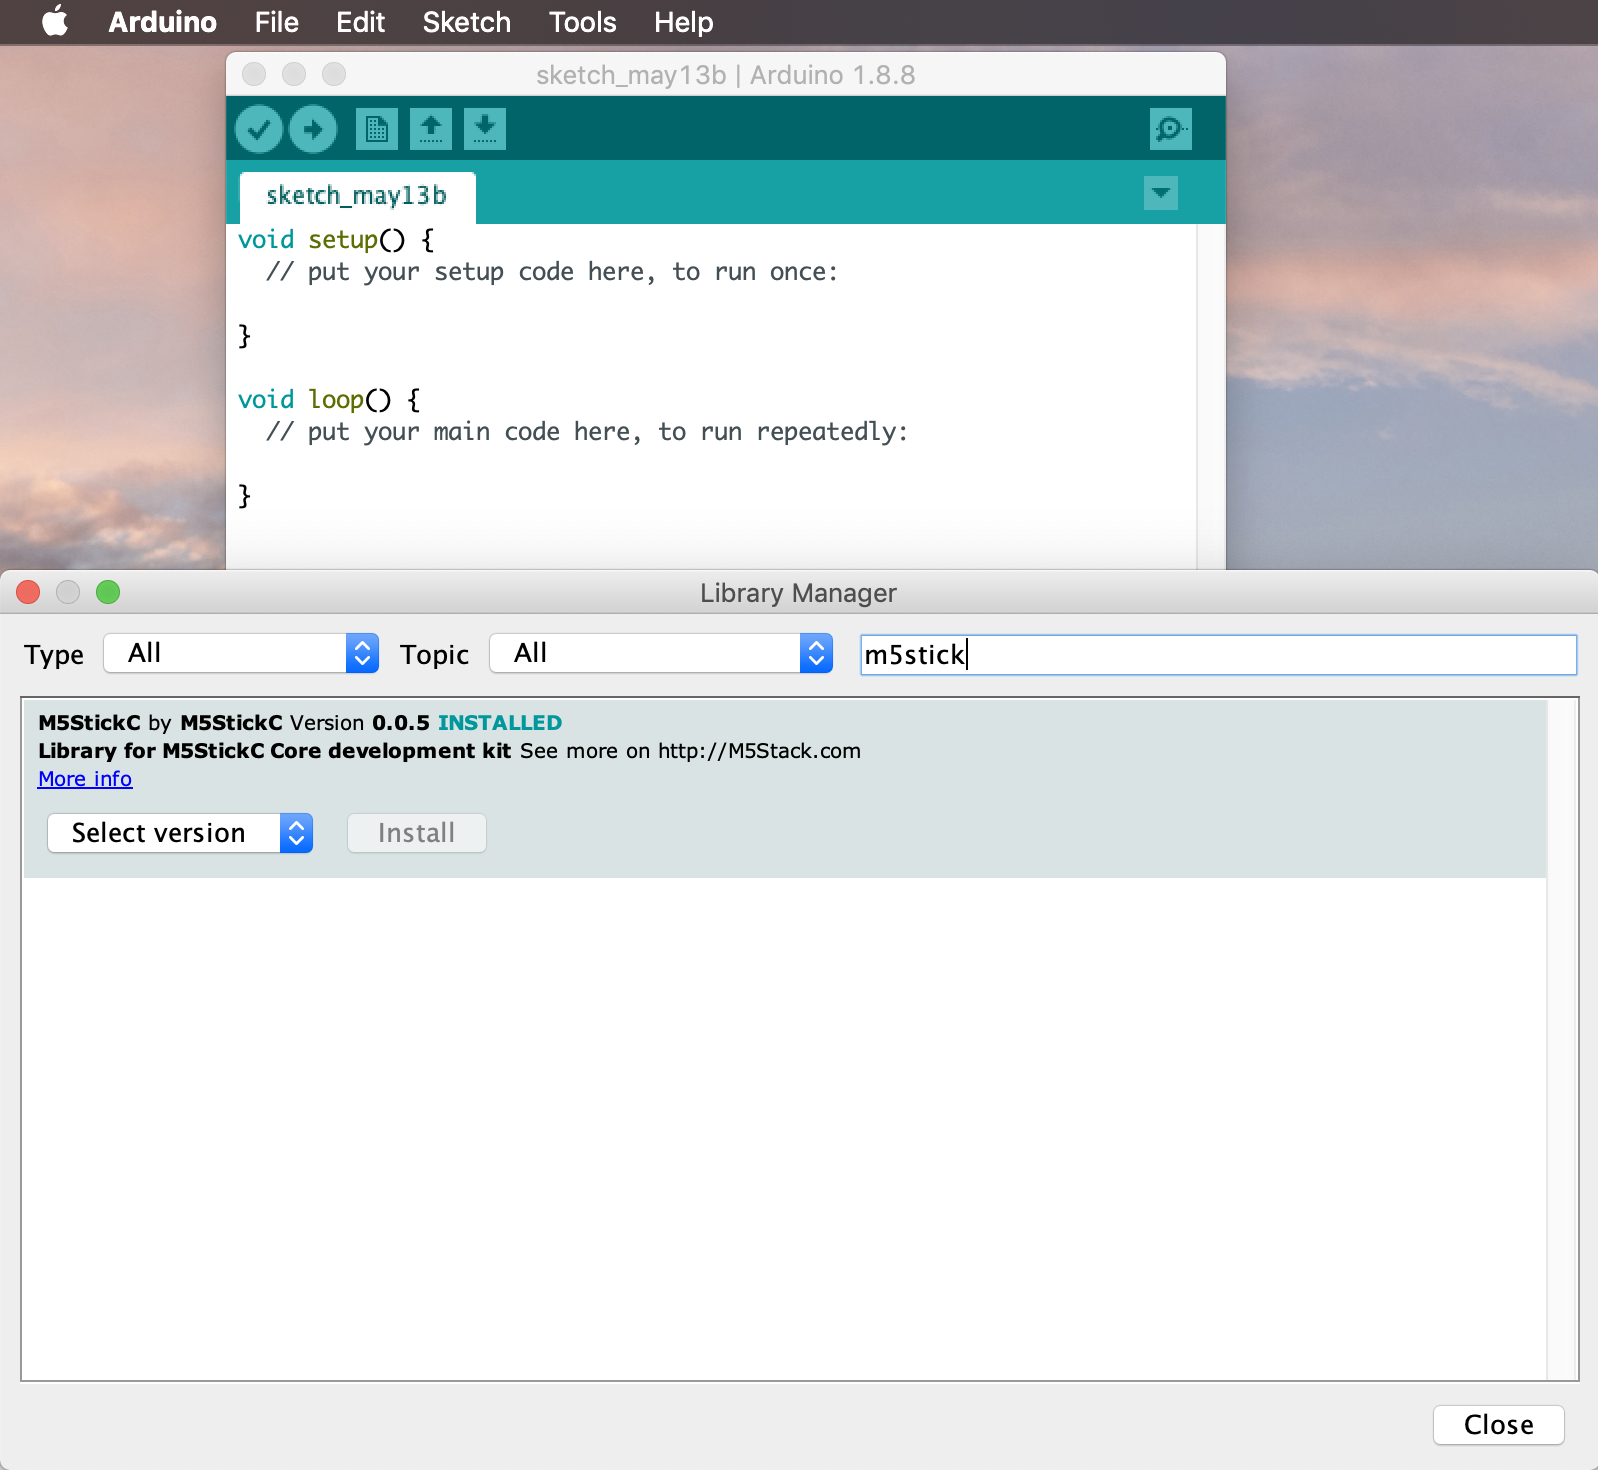 Arduino File Edit Sketch Tools Help
sketch_may13b | Arduino 1.8.8
sketch_may13b
void setup() {
  // put your setup code here, to run once:
}
void loop() {
  // put your main code here, to run repeatedly:
}
Library Manager
Type All Topic All m5stick
M5StickC by M5StickC Version 0.0.5 INSTALLED
Library for M5StickC Core development kit See more on http://M5Stack.com
More info
Select version Install
Close